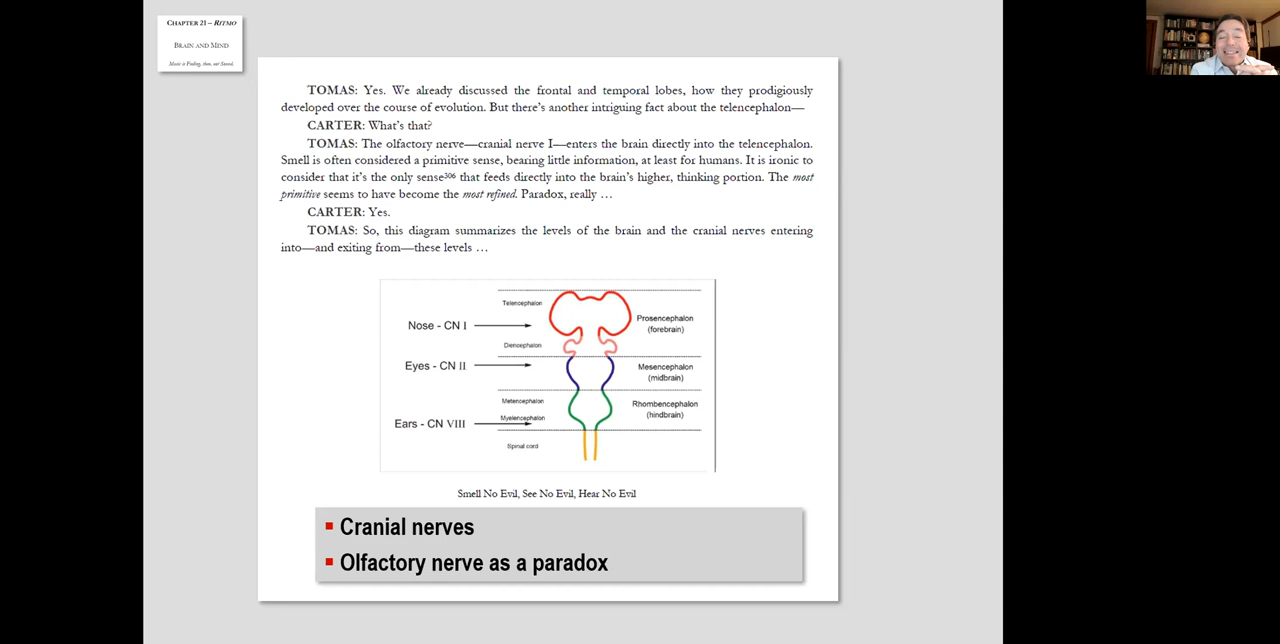 CHAPTER 21 – RITMO
BRAIN AND MIND
Music is Finding, then, our Sound.
TOMAS: Yes. We already discussed the frontal and temporal lobes, how they prodigiously
developed over the course of evolution. But there's another intriguing fact about the telencephalon—
CARTER: What's that?
TOMAS: The olfactory nerve—cranial nerve I—enters the brain directly into the telencephalon.
Smell is often considered a primitive sense, bearing little information, at least for humans. It is ironic to
consider that it's the only sense306 that feeds directly into the brain's higher, thinking portion. The most
primitive seems to have become the most refined. Paradox, really …
CARTER: Yes.
TOMAS: So, this diagram summarizes the levels of the brain and the cranial nerves entering
into—and exiting from—these levels …
Telencephalon
Nose - CN I
Prosencephalon
(forebrain)
Diencephalon
Eyes - CN II
Mesencephalon
(midbrain)
Metencephalon
Rhombencephalon
(hindbrain)
Myelencephalon
Ears - CN VIII
Spinal cord
Smell No Evil, See No Evil, Hear No Evil
▪ Cranial nerves
▪ Olfactory nerve as a paradox